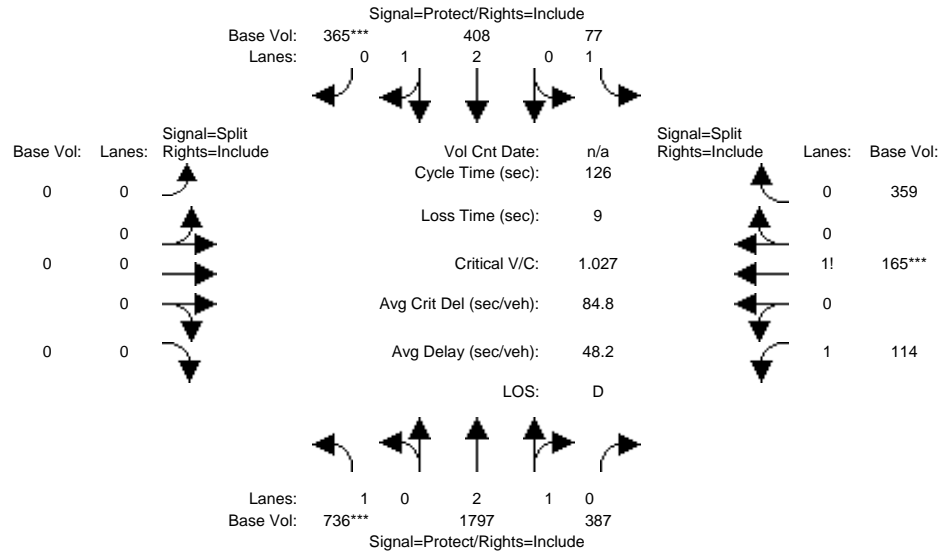 Signal=Protect/Rights=Include
Base Vol: 365*** 408 77
Lanes: 0 1 2 0 1
Signal=Split
Base Vol: Lanes: Rights=Include
Vol Cnt Date: n/a
Signal=Split
Rights=Include Lanes: Base Vol:
Cycle Time (sec): 126
0 0
0 359
Loss Time (sec): 9
0
0
0 0
Critical V/C: 1.027
1! 165***
0
Avg Crit Del (sec/veh): 84.8
0
0 0
Avg Delay (sec/veh): 48.2
1 114
LOS: D
Lanes: 1 0 2 1 0
Base Vol: 736*** 1797 387
Signal=Protect/Rights=Include